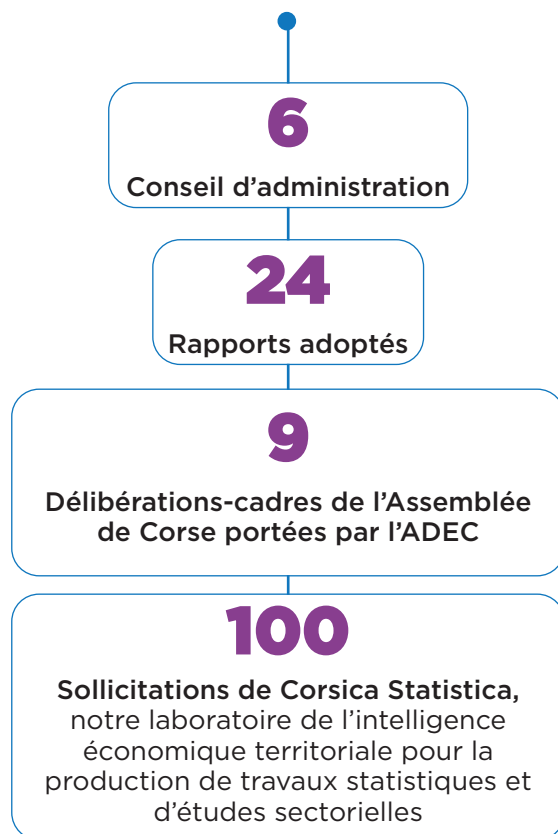 6
Conseil d’administration
24
Rapports adoptés
9
Délibérations-cadres de l’Assemblée
de Corse portées par l’ADEC
100
Sollicitations de Corsica Statistica,
notre laboratoire de l’intelligence
économique territoriale pour la
production de travaux statistiques et
d’études sectorielles